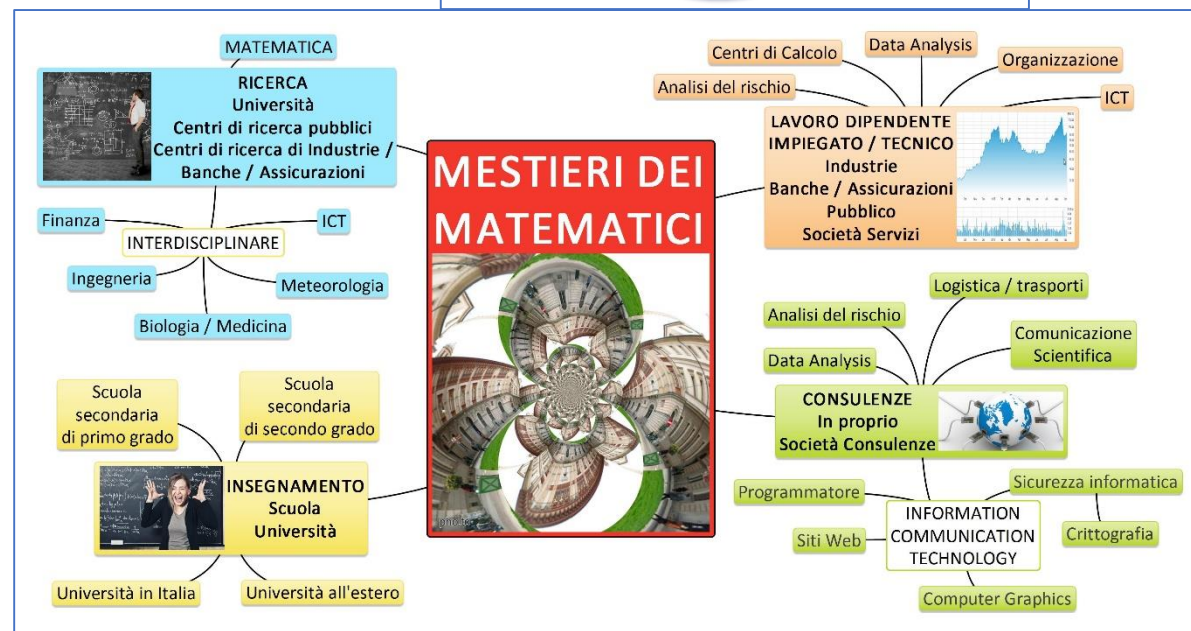 MATEMATICA
RICERCA
Università
Centri di ricerca pubblici
Centri di ricerca di Industrie /
Banche / Assicurazioni
Finanza
ICT
INTERDISCIPLINARE
Ingegneria
Meteorologia
Biologia / Medicina
MESTIERI DEI
MATEMATICI
Centri di Calcolo
Data Analysis
Organizzazione
Analisi del rischio
ICT
LAVORO DIPENDENTE
IMPIEGATO / TECNICO
Industrie
Banche / Assicurazioni
Pubblico
Società Servizi
Scuola
secondaria
di primo grado
Scuola
secondaria
di secondo grado
INSEGNAMENTO
Scuola
Università
Università in Italia
Università all'estero
Logistica / trasporti
Analisi del rischio
Comunicazione
Scientifica
Data Analysis
CONSULENZE
In proprio
Società Consulenze
Programmatore
Sicurezza informatica
INFORMATION
COMMUNICATION
TECHNOLOGY
Siti Web
Crittografia
Computer Graphics